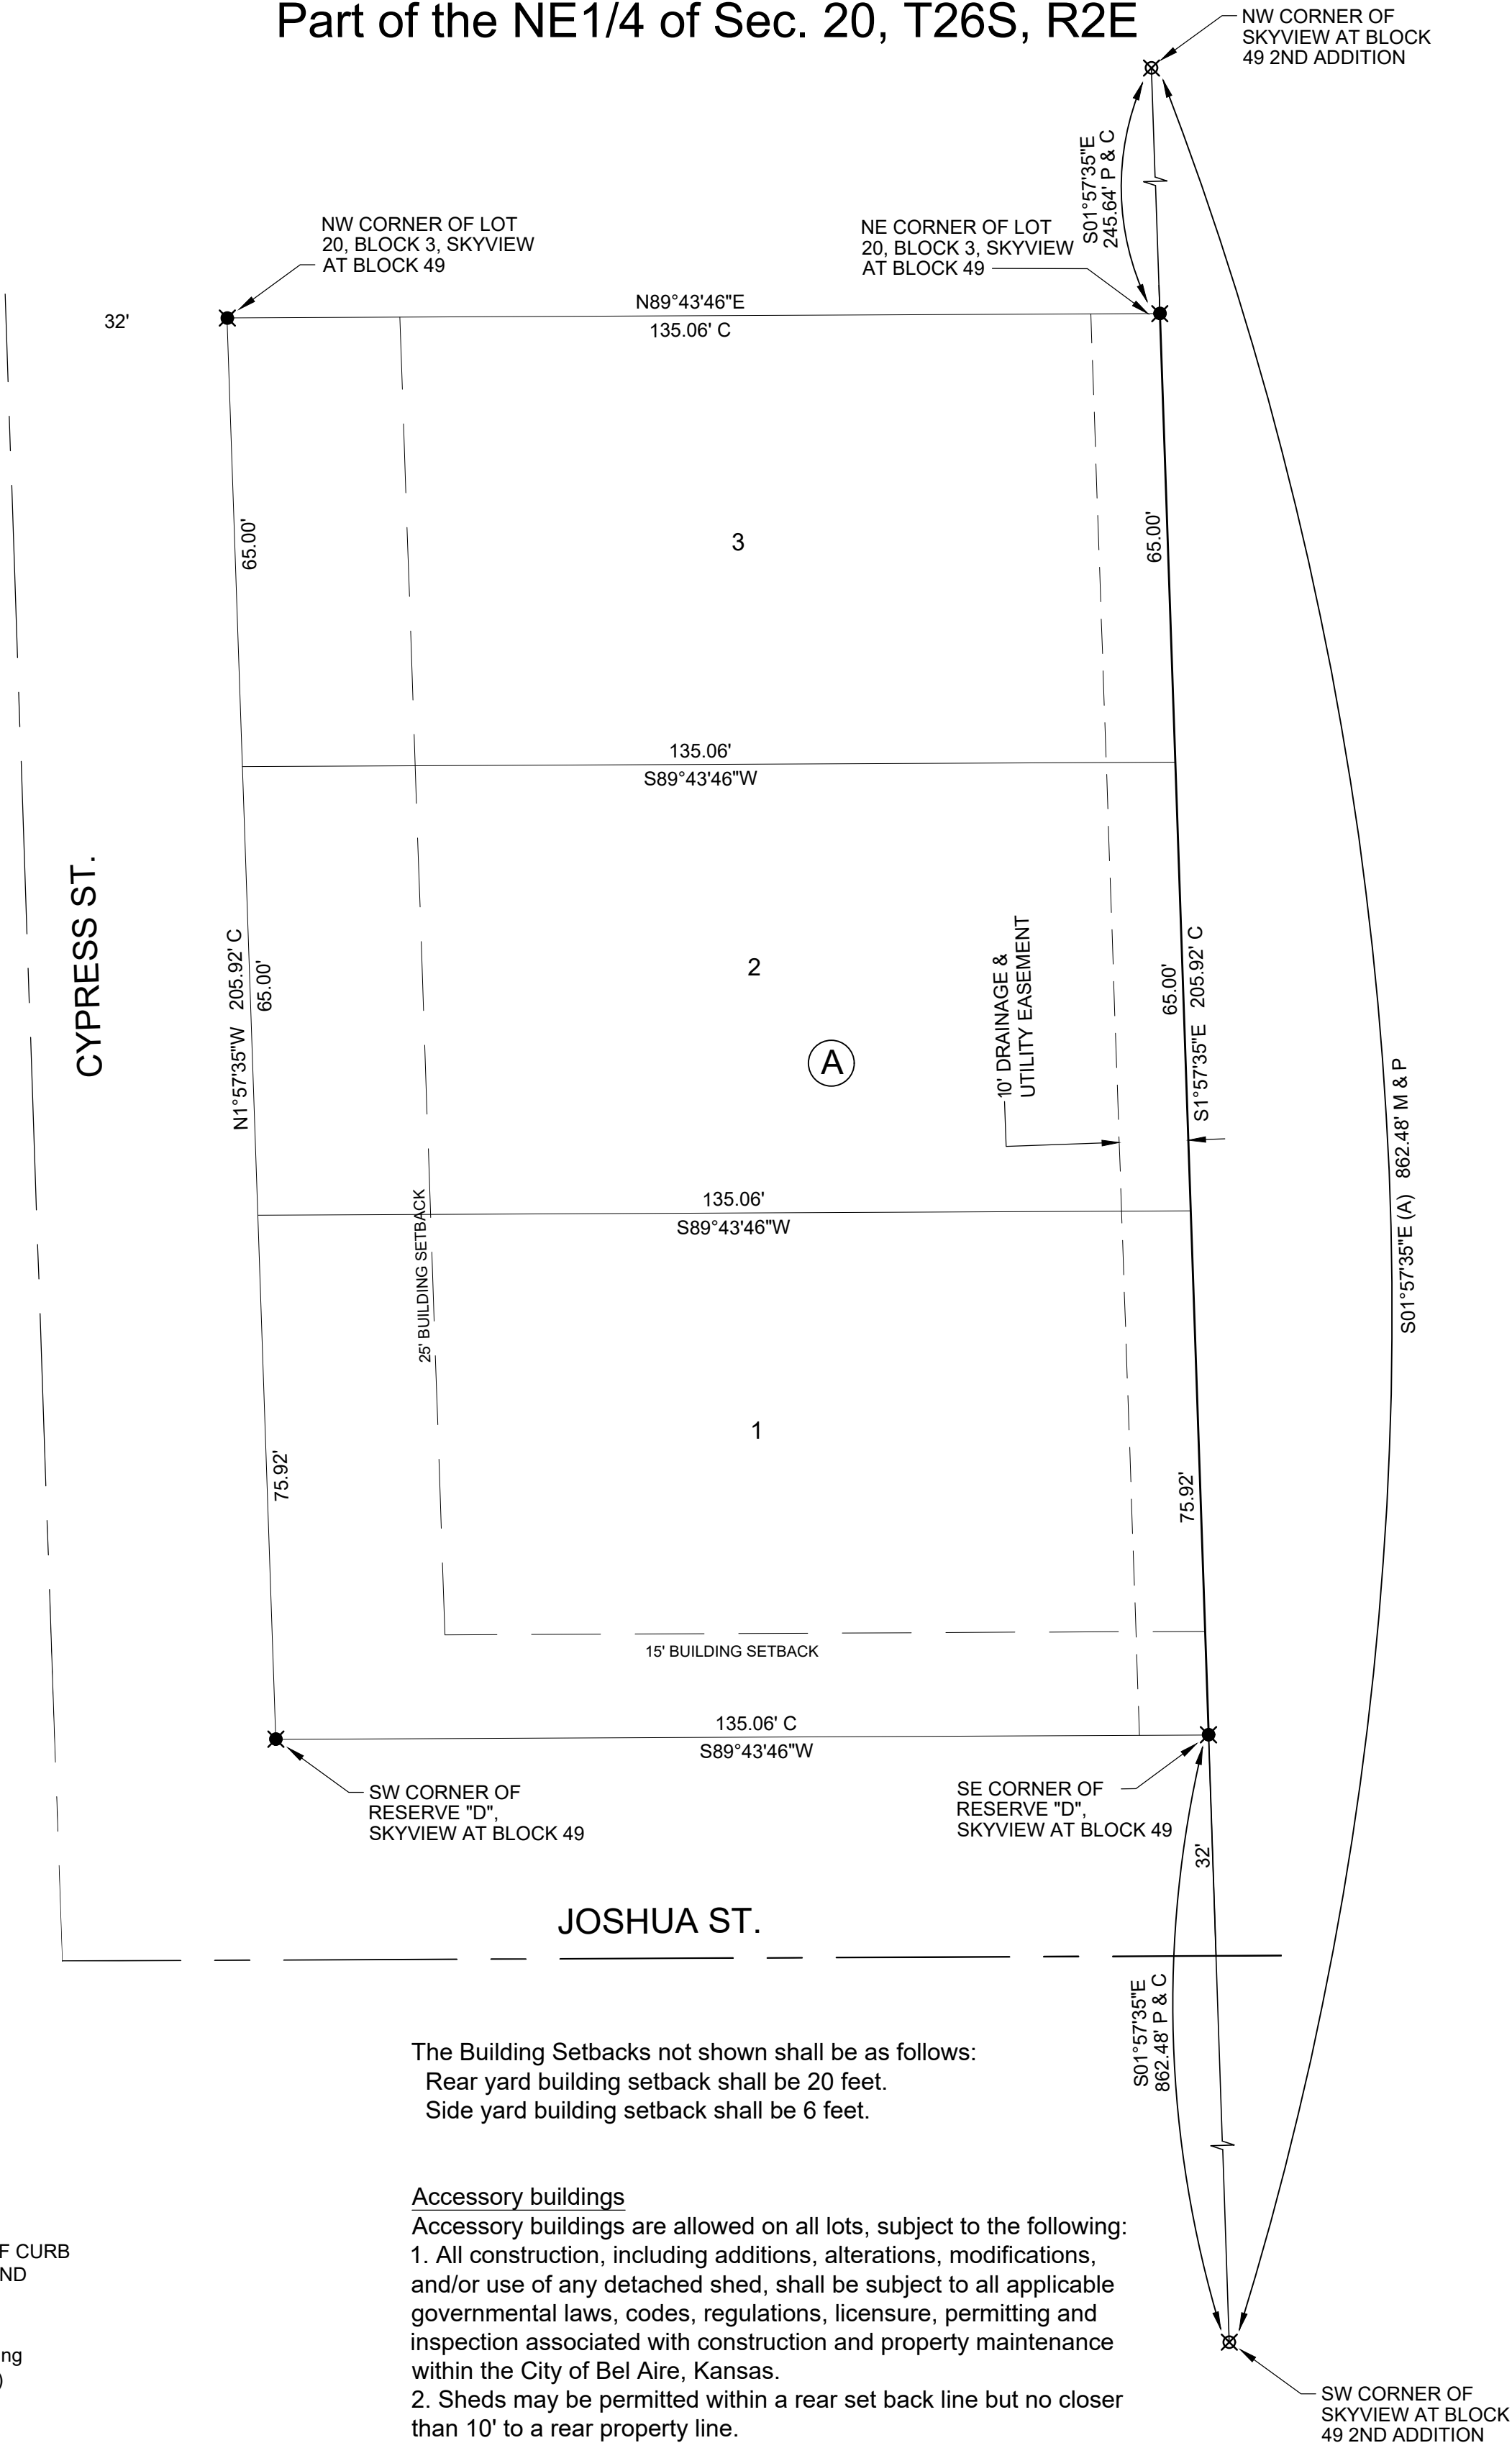 Part of the NE1/4 of Sec. 20, T26S, R2E
NW CORNER OF
SKYVIEW AT BLOCK
49 2ND ADDITION
S01°57'35"E
245.64' P & C
NW CORNER OF LOT
20, BLOCK 3, SKYVIEW
AT BLOCK 49
NE CORNER OF LOT
20, BLOCK 3, SKYVIEW
AT BLOCK 49
32'
N89°43'46"E
135.06' C
65.00'
3
65.00'
135.06'
S89°43'46"W
CYPRESS ST.
N1°57'35"W 205.92' C
65.00'
2
A
10' DRAINAGE &
UTILITY EASEMENT
65.00'
S1°57'35"E 205.92' C
S01°57'35"E (A) 862.48' M & P
135.06'
S89°43'46"W
25' BUILDING SETBACK
1
75.92'
75.92'
15' BUILDING SETBACK
135.06' C
S89°43'46"W
SW CORNER OF
RESERVE "D",
SKYVIEW AT BLOCK 49
SE CORNER OF
RESERVE "D",
SKYVIEW AT BLOCK 49
32'
JOSHUA ST.
S01°57'35"E
862.48' P & C
The Building Setbacks not shown shall be as follows:
Rear yard building setback shall be 20 feet.
Side yard building setback shall be 6 feet.
Accessory buildings
Accessory buildings are allowed on all lots, subject to the following:
1. All construction, including additions, alterations, modifications,
and/or use of any detached shed, shall be subject to all applicable
governmental laws, codes, regulations, licensure, permitting and
inspection associated with construction and property maintenance
within the City of Bel Aire, Kansas.
2. Sheds may be permitted within a rear set back line but no closer
than 10' to a rear property line.
F CURB
ND
ng
)
SW CORNER OF
SKYVIEW AT BLOCK
49 2ND ADDITION